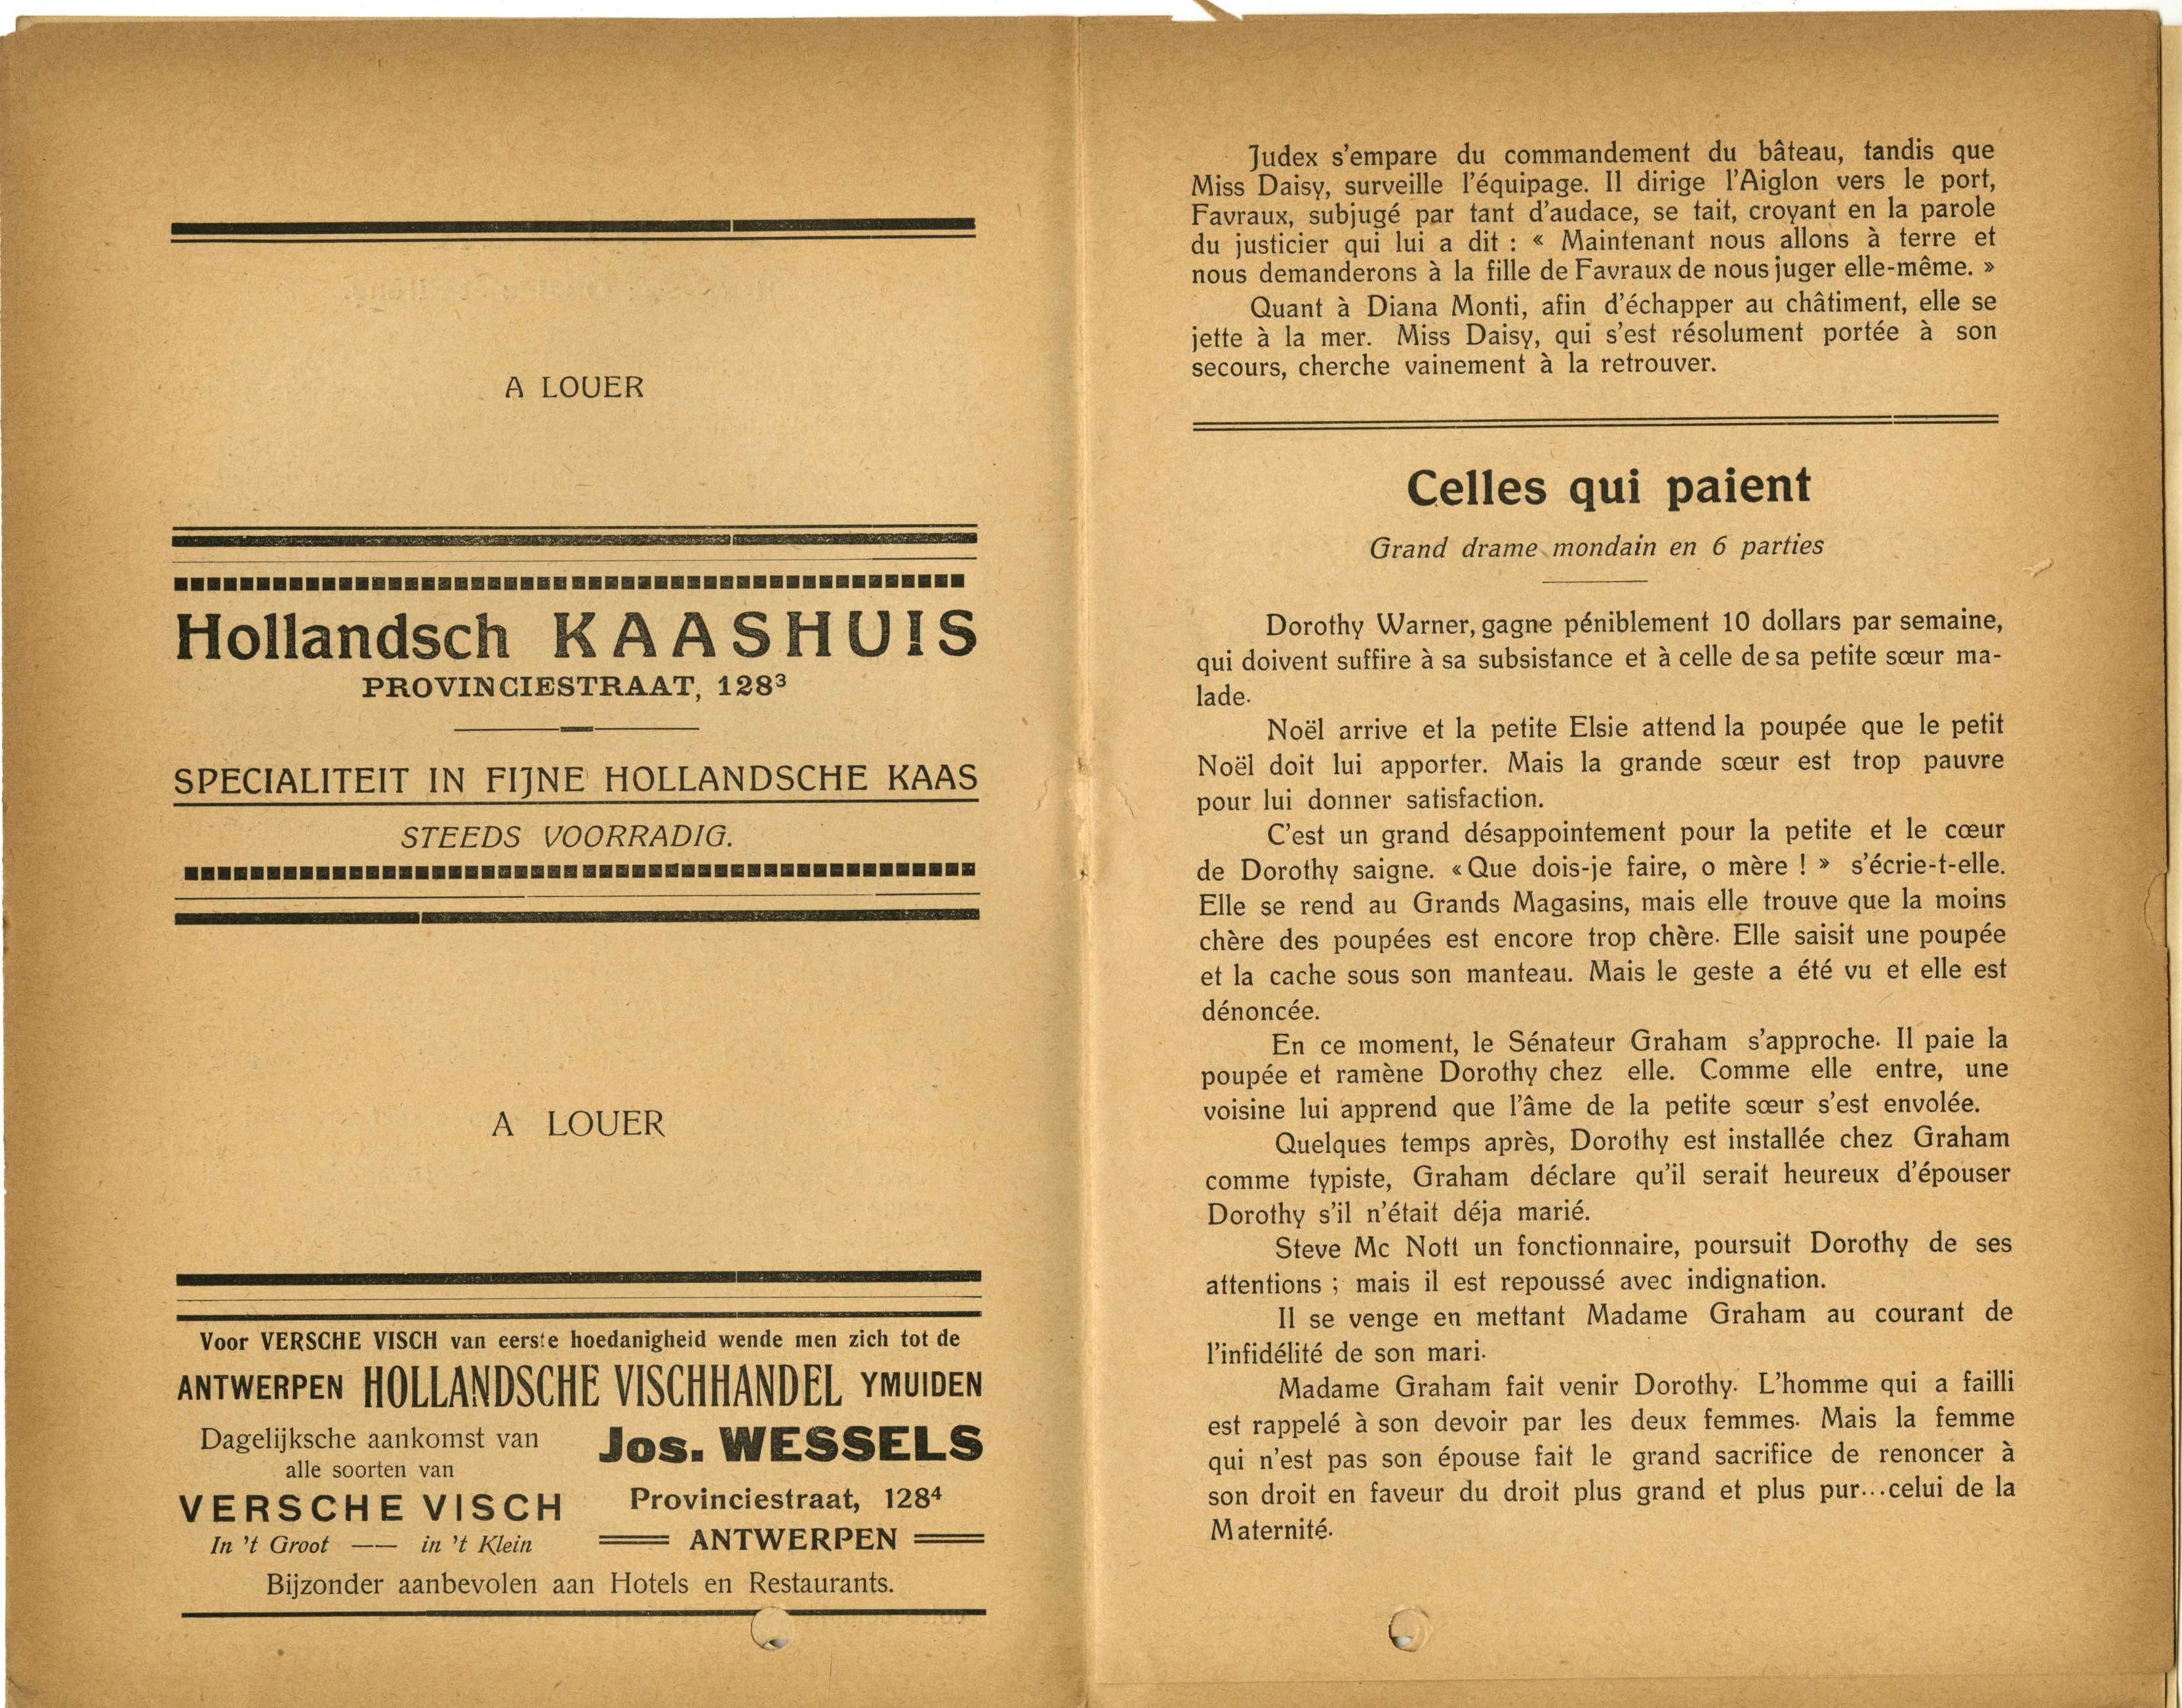 A LOUER
Hollandsch KAASHUIS
PROVINCIESTRAAT, 128³
SPECIALITEIT IN FIJNE HOLLANDSCHE KAAS
STEEDS VOORRADIG.
A LOUER
Voor VERSCHE VISCH van eerste hoedanigheid wende men zich tot de
ANTWERPEN HOLLANDSCHE VISCHHANDEL YMUIDEN
Dagelijksche aankomst van
alle soorten van
VERSCHE VISCH
In 't Groot —— in 't Klein
Jos. WESSELS
Provinciestraat, 128⁴
ANTWERPEN
Bijzonder aanbevolen aan Hotels en Restaurants.
Judex s'empare du commandement du bâteau, tandis que
Miss Daisy, surveille l'équipage. Il dirige l'Aiglon vers le port,
Favraux, subjugé par tant d'audace, se tait, croyant en la parole
du justicier qui lui a dit : « Maintenant nous allons à terre et
nous demanderons à la fille de Favraux de nous juger elle-même. »
Quant à Diana Monti, afin d'échapper au châtiment, elle se
jette à la mer. Miss Daisy, qui s'est résolument portée à son
secours, cherche vainement à la retrouver.
Celles qui paient
Grand drame mondain en 6 parties
Dorothy Warner, gagne péniblement 10 dollars par semaine,
qui doivent suffire à sa subsistance et à celle de sa petite sœur ma-
lade.
Noël arrive et la petite Elsie attend la poupée que le petit
Noël doit lui apporter. Mais la grande sœur est trop pauvre
pour lui donner satisfaction.
C'est un grand désappointement pour la petite et le cœur
de Dorothy saigne. « Que dois-je faire, o mère ! » s'écrie-t-elle.
Elle se rend au Grands Magasins, mais elle trouve que la moins
chère des poupées est encore trop chère. Elle saisit une poupée
et la cache sous son manteau. Mais le geste a été vu et elle est
dénoncée.
En ce moment, le Sénateur Graham s'approche. Il paie la
poupée et ramène Dorothy chez elle. Comme elle entre, une
voisine lui apprend que l'âme de la petite sœur s'est envolée.
Quelques temps après, Dorothy est installée chez Graham
comme typiste, Graham déclare qu'il serait heureux d'épouser
Dorothy s'il n'était déja marié.
Steve Mc Nott un fonctionnaire, poursuit Dorothy de ses
attentions ; mais il est repoussé avec indignation.
Il se venge en mettant Madame Graham au courant de
l'infidélité de son mari.
Madame Graham fait venir Dorothy. L'homme qui a failli
est rappelé à son devoir par les deux femmes. Mais la femme
qui n'est pas son épouse fait le grand sacrifice de renoncer à
son droit en faveur du droit plus grand et plus pur...celui de la
Maternité.